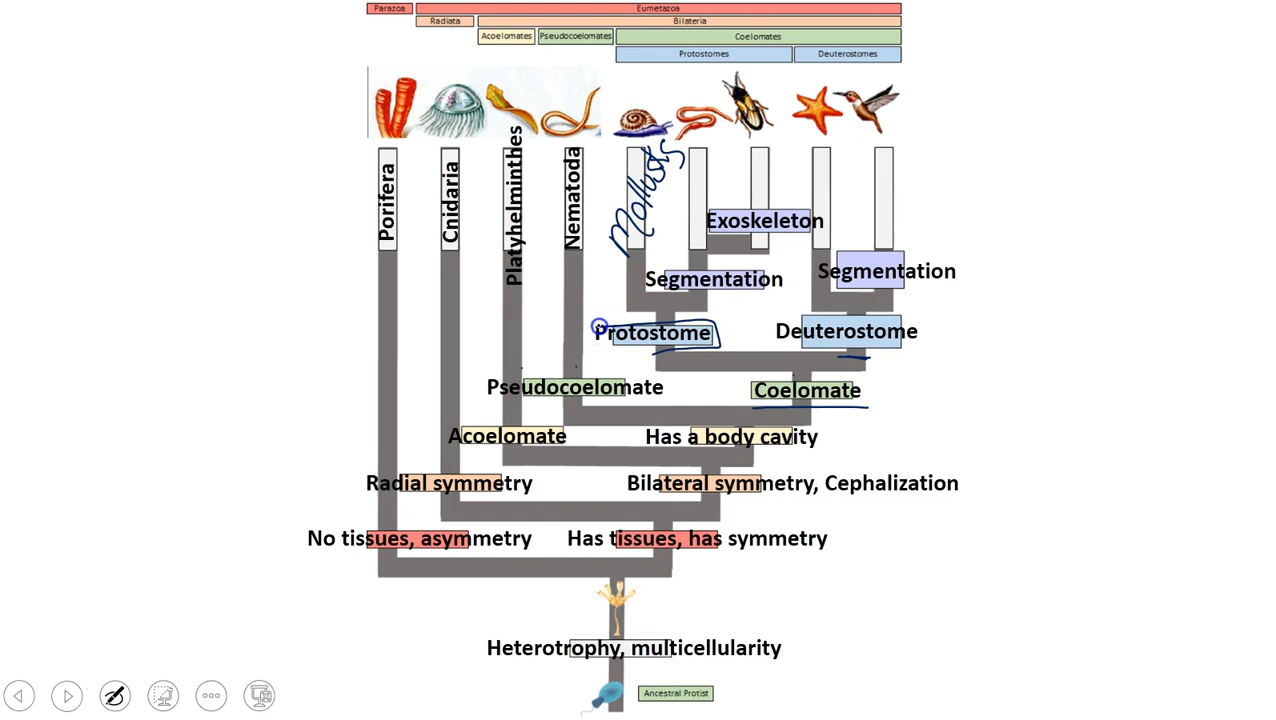 Parazoa Eumetazoa
Radiata Bilateria
Acoelomates Pseudocoelomates Coelomates
Protostomes Deuterostomes
Porifera
Cnidaria
Platyhelminthes
Nematoda
Mollusts
Exoskeleton
Segmentation Segmentation
Protostome Deuterostome
Pseudocoelomate Coelomate
Acoelomate Has a body cavity
Radial symmetry Bilateral symmetry, Cephalization
No tissues, asymmetry Has tissues, has symmetry
Heterotrophy, multicellularity
Ancestral Protist